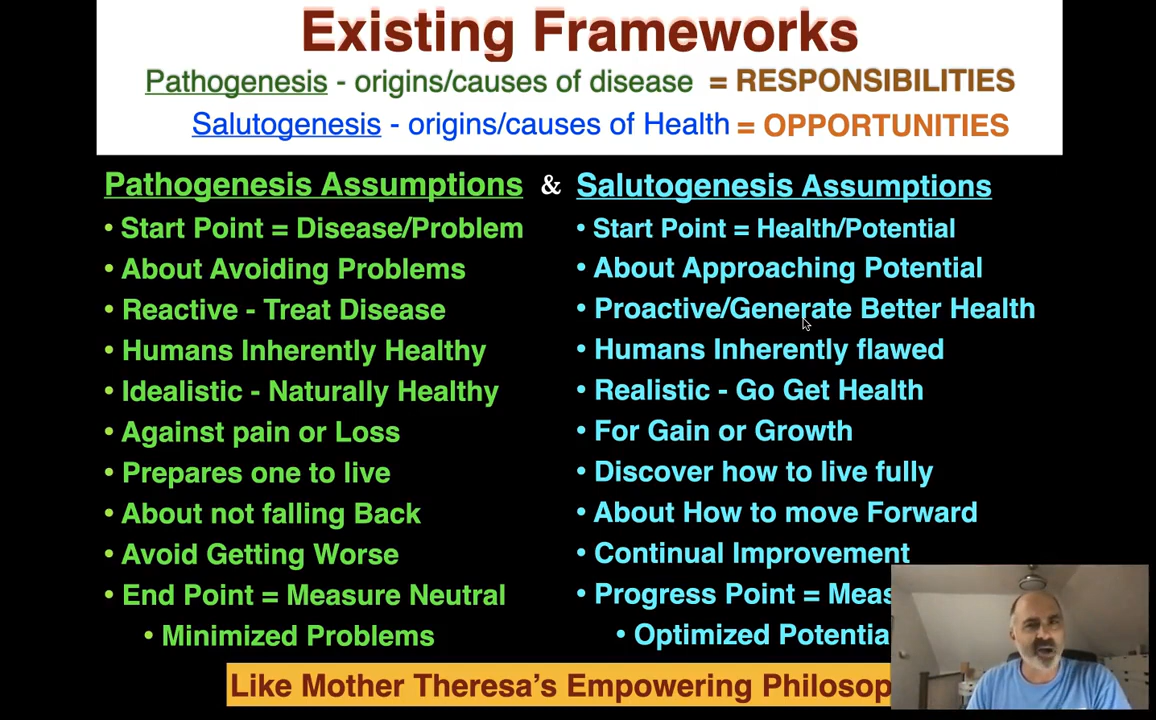 Existing Frameworks
Pathogenesis - origins/causes of disease = RESPONSIBILITIES
Salutogenesis - origins/causes of Health = OPPORTUNITIES
Pathogenesis Assumptions & Salutogenesis Assumptions
• Start Point = Disease/Problem
• About Avoiding Problems
• Reactive - Treat Disease
• Humans Inherently Healthy
• Idealistic - Naturally Healthy
• Against pain or Loss
• Prepares one to live
• About not falling Back
• Avoid Getting Worse
• End Point = Measure Neutral
• Minimized Problems
• Start Point = Health/Potential
• About Approaching Potential
• Proactive/Generate Better Health
• Humans Inherently flawed
• Realistic - Go Get Health
• For Gain or Growth
• Discover how to live fully
• About How to move Forward
• Continual Improvement
• Progress Point =
• Optimized
Like Mother Theresa's Empowering